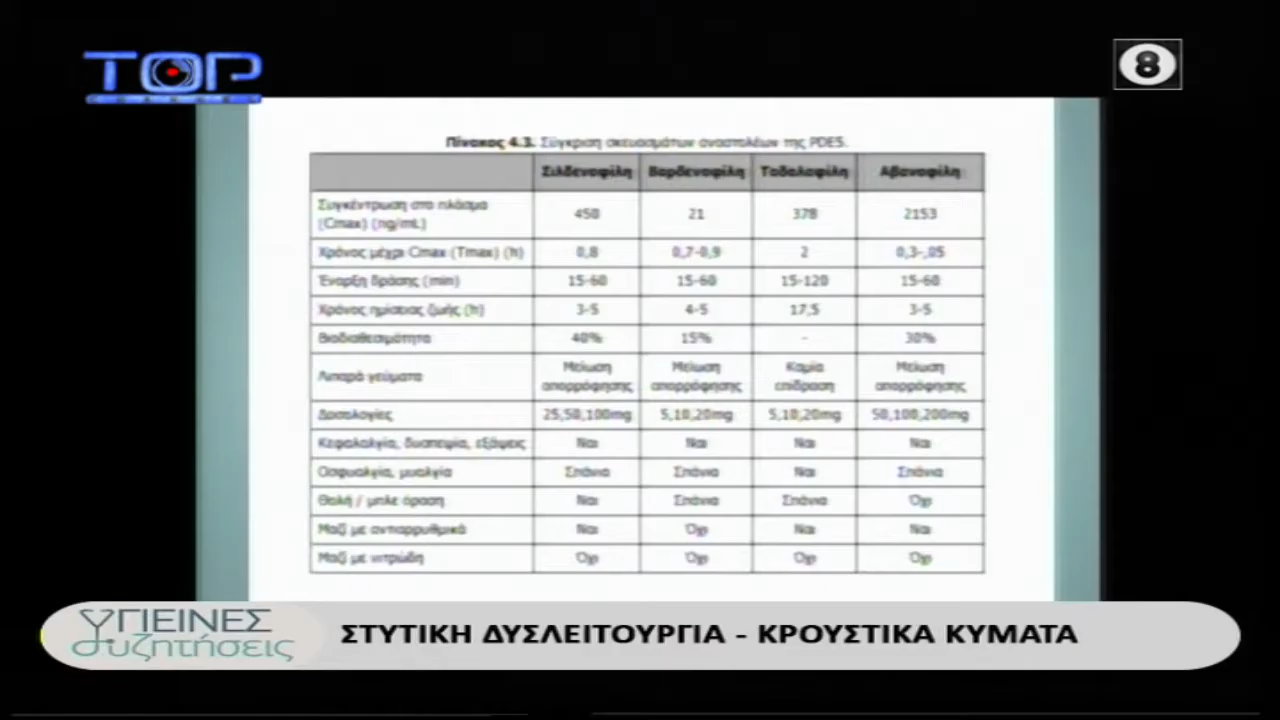 TOP
8
Πίνακος 4.3. Σύγκριση σκευασμάτων αναστολέων της PDE5.
Σιλδεναφίλη Βαρδεναφίλη Ταδαλαφίλη Αβαναφίλη
Συγκέντρωση στο πλάσμα
(Cmax) (ng/mL) 450 21 378 2153
Χρόνος μέχρι Cmax (Tmax) (h) 0,8 0,7-0,9 2 0,3-,05
Έναρξη δράσης (min) 15-60 15-60 15-120 15-60
Χρόνος ημίσειας ζωής (h) 3-5 4-5 17,5 3-5
Βιοδιαθεσιμότητα 40% 15% - 30%
Λιπαρά γεύματα Μείωση απορρόφησης Μείωση απορρόφησης Καμία επίδραση Μείωση απορρόφησης
Δοσολογίες 25,50,100mg 5,10,20mg 5,10,20mg 50,100,200mg
Κεφαλαλγία, δυσπεψία, εξάψεις Ναι Ναι Ναι Ναι
Οσφυαλγία, μυαλγία Σπάνια Σπάνια Ναι Σπάνια
Θολή / μπλε όραση Ναι Σπάνια Σπάνια Όχι
Μαζί με αντιαρρυθμικά Ναι Όχι Ναι Ναι
Μαζί με νιτρώδη Όχι Όχι Όχι Όχι
ΥΓΙΕΙΝΕΣ
συζητήσεις
ΣΤΥΤΙΚΗ ΔΥΣΛΕΙΤΟΥΡΓΙΑ - ΚΡΟΥΣΤΙΚΑ ΚΥΜΑΤΑ